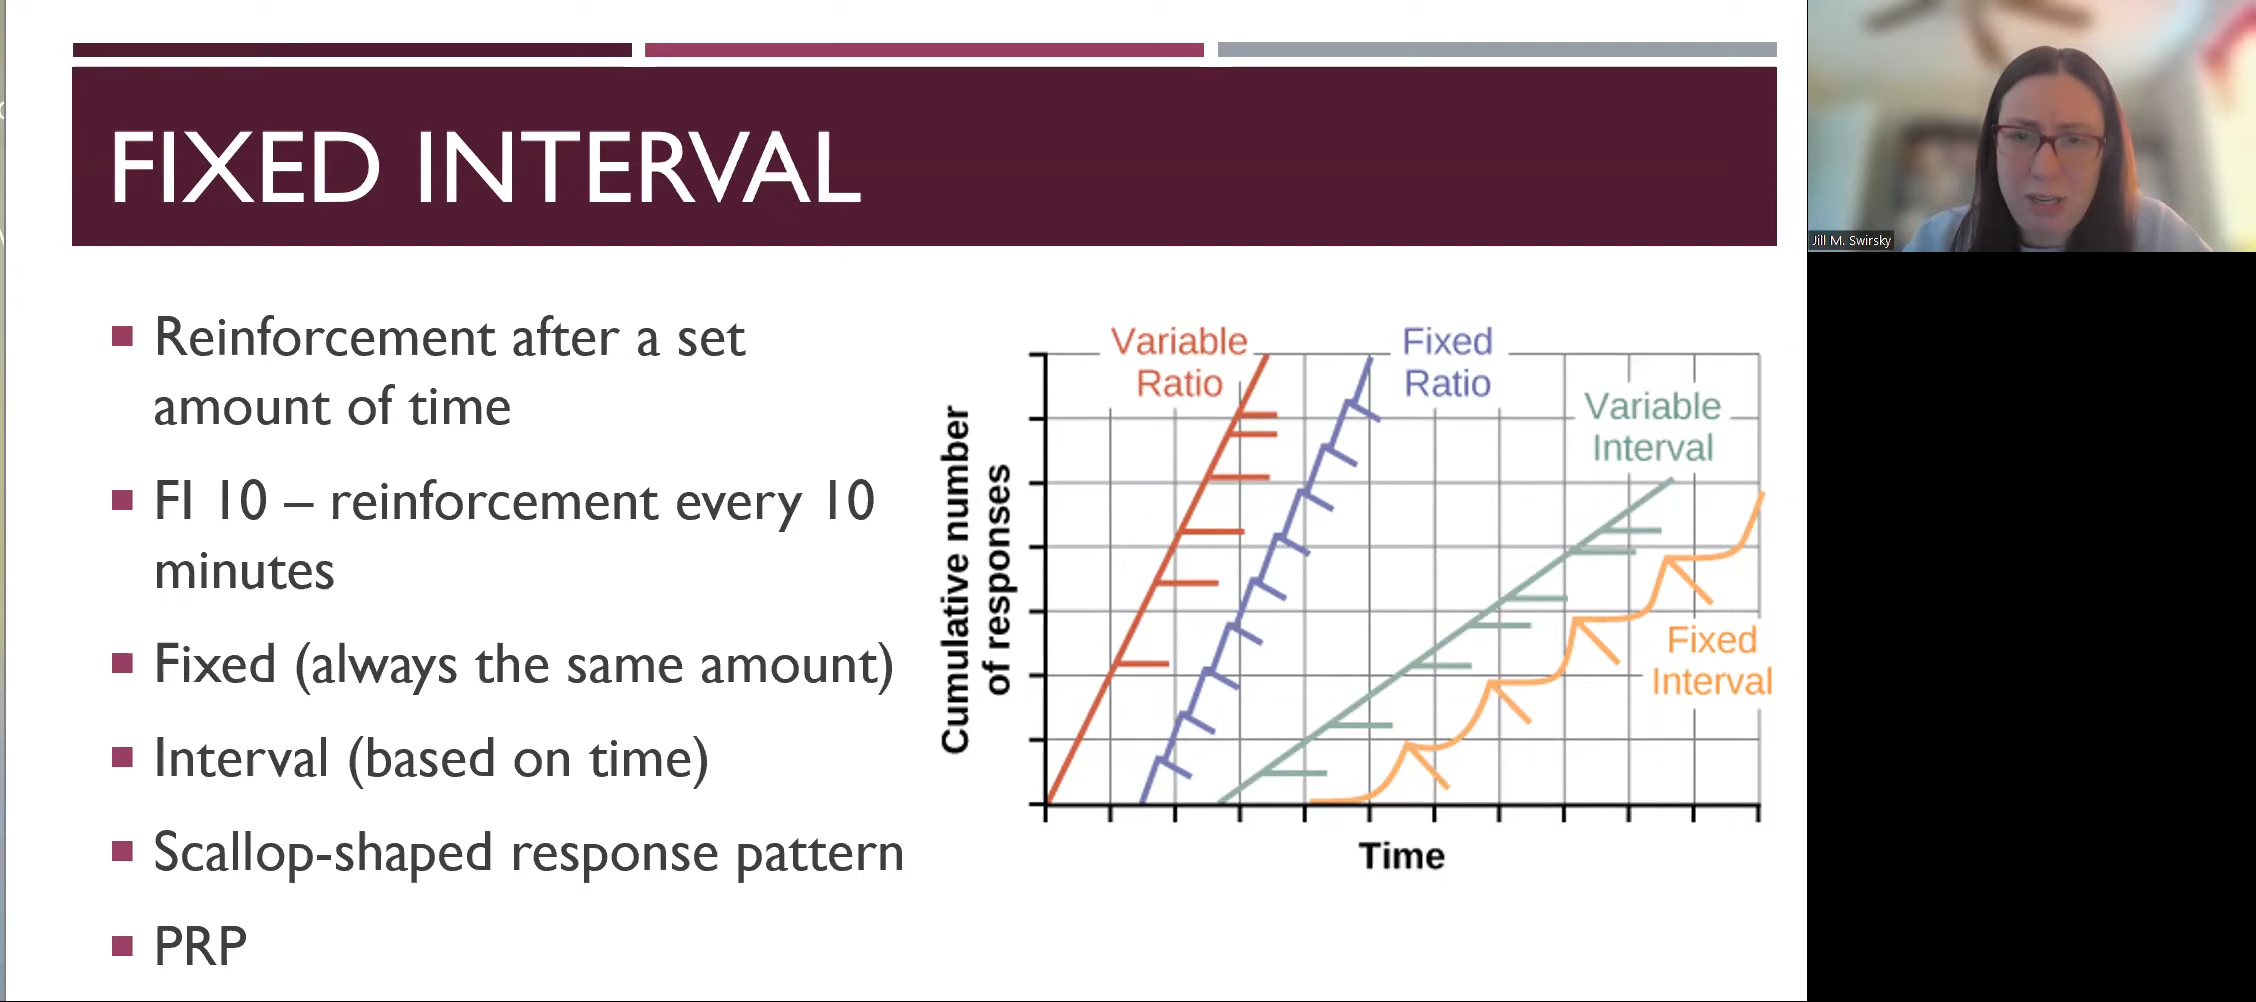 FIXED INTERVAL
Reinforcement after a set
amount of time
FI 10 – reinforcement every 10
minutes
Fixed (always the same amount)
Interval (based on time)
Scallop-shaped response pattern
PRP
Variable
Ratio
Fixed
Ratio
Variable
Interval
Fixed
Interval
Cumulative number
of responses
Time
Jill M. Swirsky